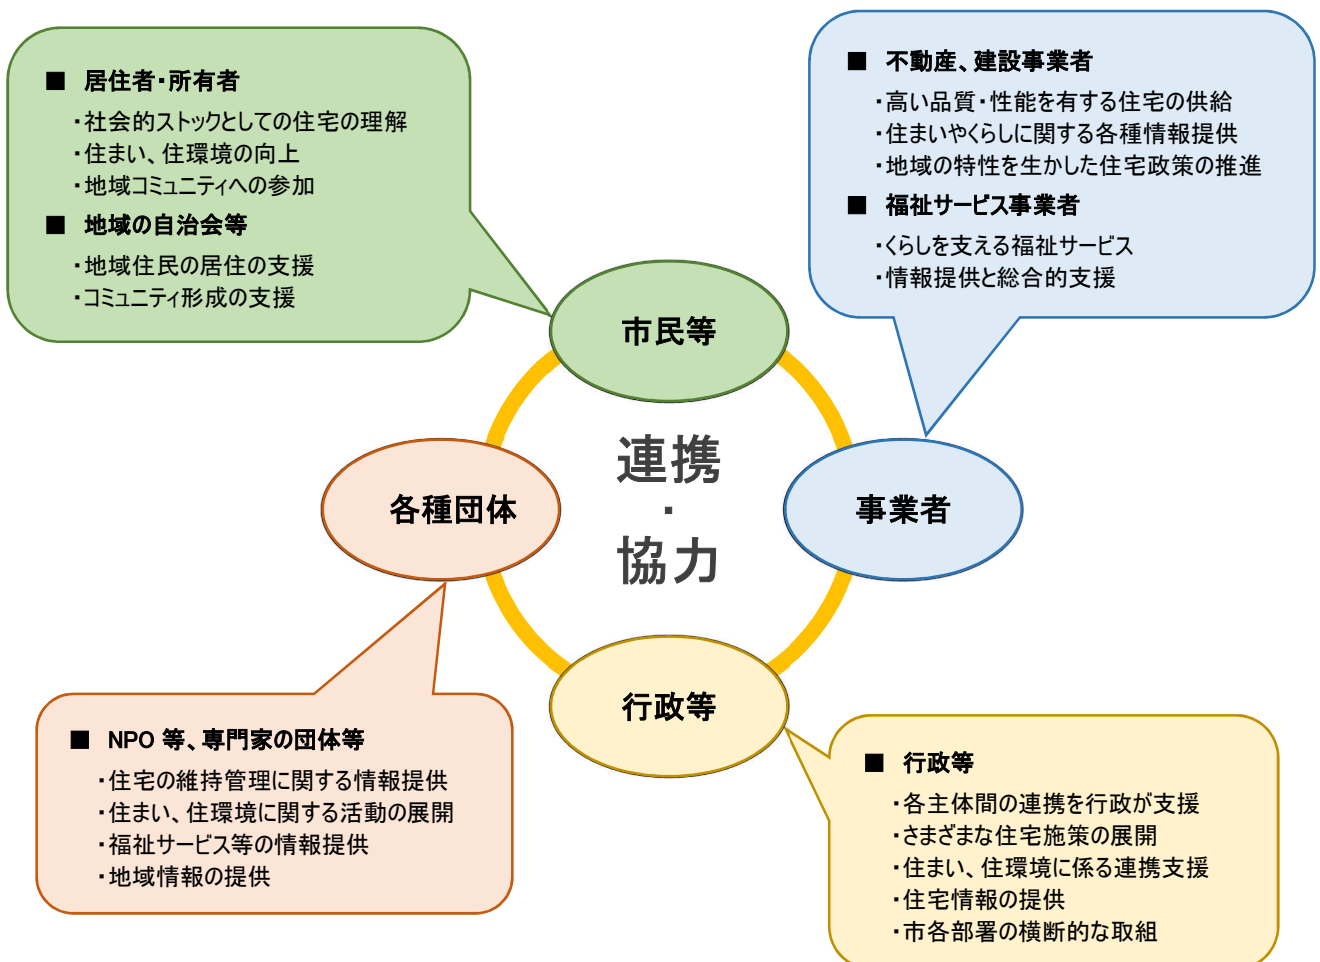 ■ 居住者・所有者
・社会的ストックとしての住宅の理解
・住まい、住環境の向上
・地域コミュニティへの参加
■ 地域の自治会等
・地域住民の居住の支援
・コミュニティ形成の支援
■ 不動産、建設事業者
・高い品質・性能を有する住宅の供給
・住まいやくらしに関する各種情報提供
・地域の特性を生かした住宅政策の推進
■ 福祉サービス事業者
・くらしを支える福祉サービス
・情報提供と総合的支援
市民等
連携
・
協力
各種団体
事業者
行政等
■ NPO 等、専門家の団体等
・住宅の維持管理に関する情報提供
・住まい、住環境に関する活動の展開
・福祉サービス等の情報提供
・地域情報の提供
■ 行政等
・各主体間の連携を行政が支援
・さまざまな住宅施策の展開
・住まい、住環境に係る連携支援
・住宅情報の提供
・市各部署の横断的な取組